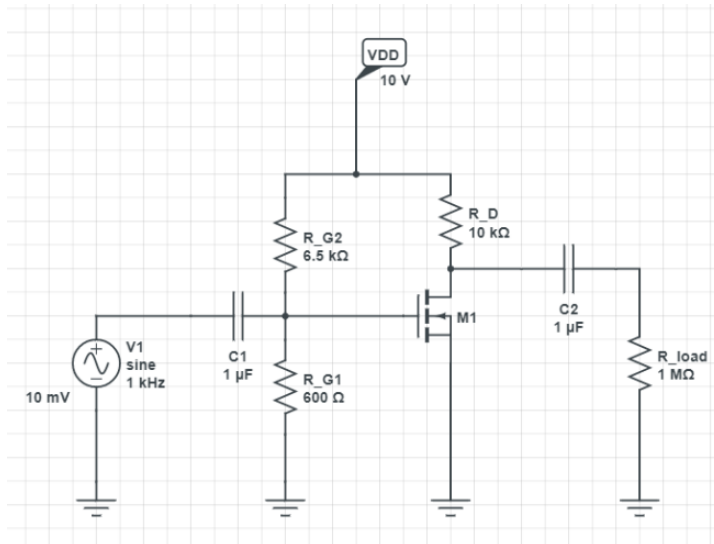 VDD
10 V
R_G2
6.5 kΩ
R_D
10 kΩ
M1
C2
1 µF
V1
sine
1 kHz
10 mV
C1
1 µF
R_G1
600 Ω
R_load
1 MΩ